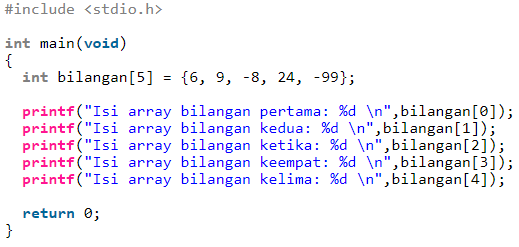 #include <stdio.h>
int main(void)
{
int bilangan[5] = {6, 9, -8, 24, -99};
printf("Isi array bilangan pertama: %d \n",bilangan[0]);
printf("Isi array bilangan kedua: %d \n",bilangan[1]);
printf("Isi array bilangan ketika: %d \n",bilangan[2]);
printf("Isi array bilangan keempat: %d \n",bilangan[3]);
printf("Isi array bilangan kelima: %d \n",bilangan[4]);
return 0;
}